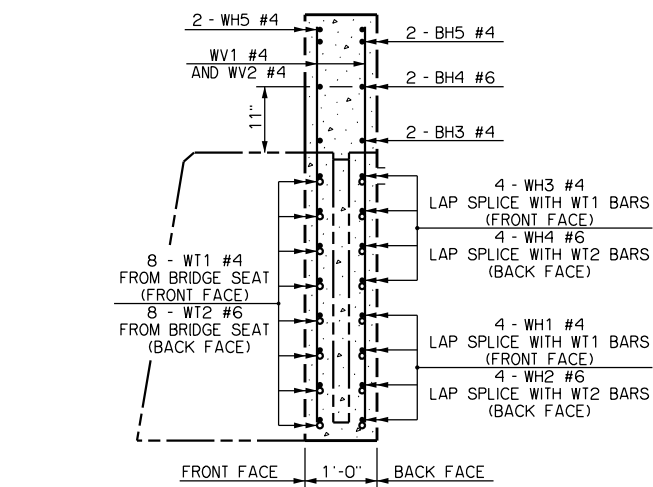 2 - WH5 #4
2 - BH5 #4
WV1 #4
AND WV2 #4
2 - BH4 #6
11"
2 - BH3 #4
4 - WH3 #4
LAP SPLICE WITH WT1 BARS
(FRONT FACE)
4 - WH4 #6
LAP SPLICE WITH WT2 BARS
(BACK FACE)
8 - WT1 #4
FROM BRIDGE SEAT
(FRONT FACE)
8 - WT2 #6
FROM BRIDGE SEAT
(BACK FACE)
4 - WH1 #4
LAP SPLICE WITH WT1 BARS
(FRONT FACE)
4 - WH2 #6
LAP SPLICE WITH WT2 BARS
(BACK FACE)
FRONT FACE
1'-0"
BACK FACE